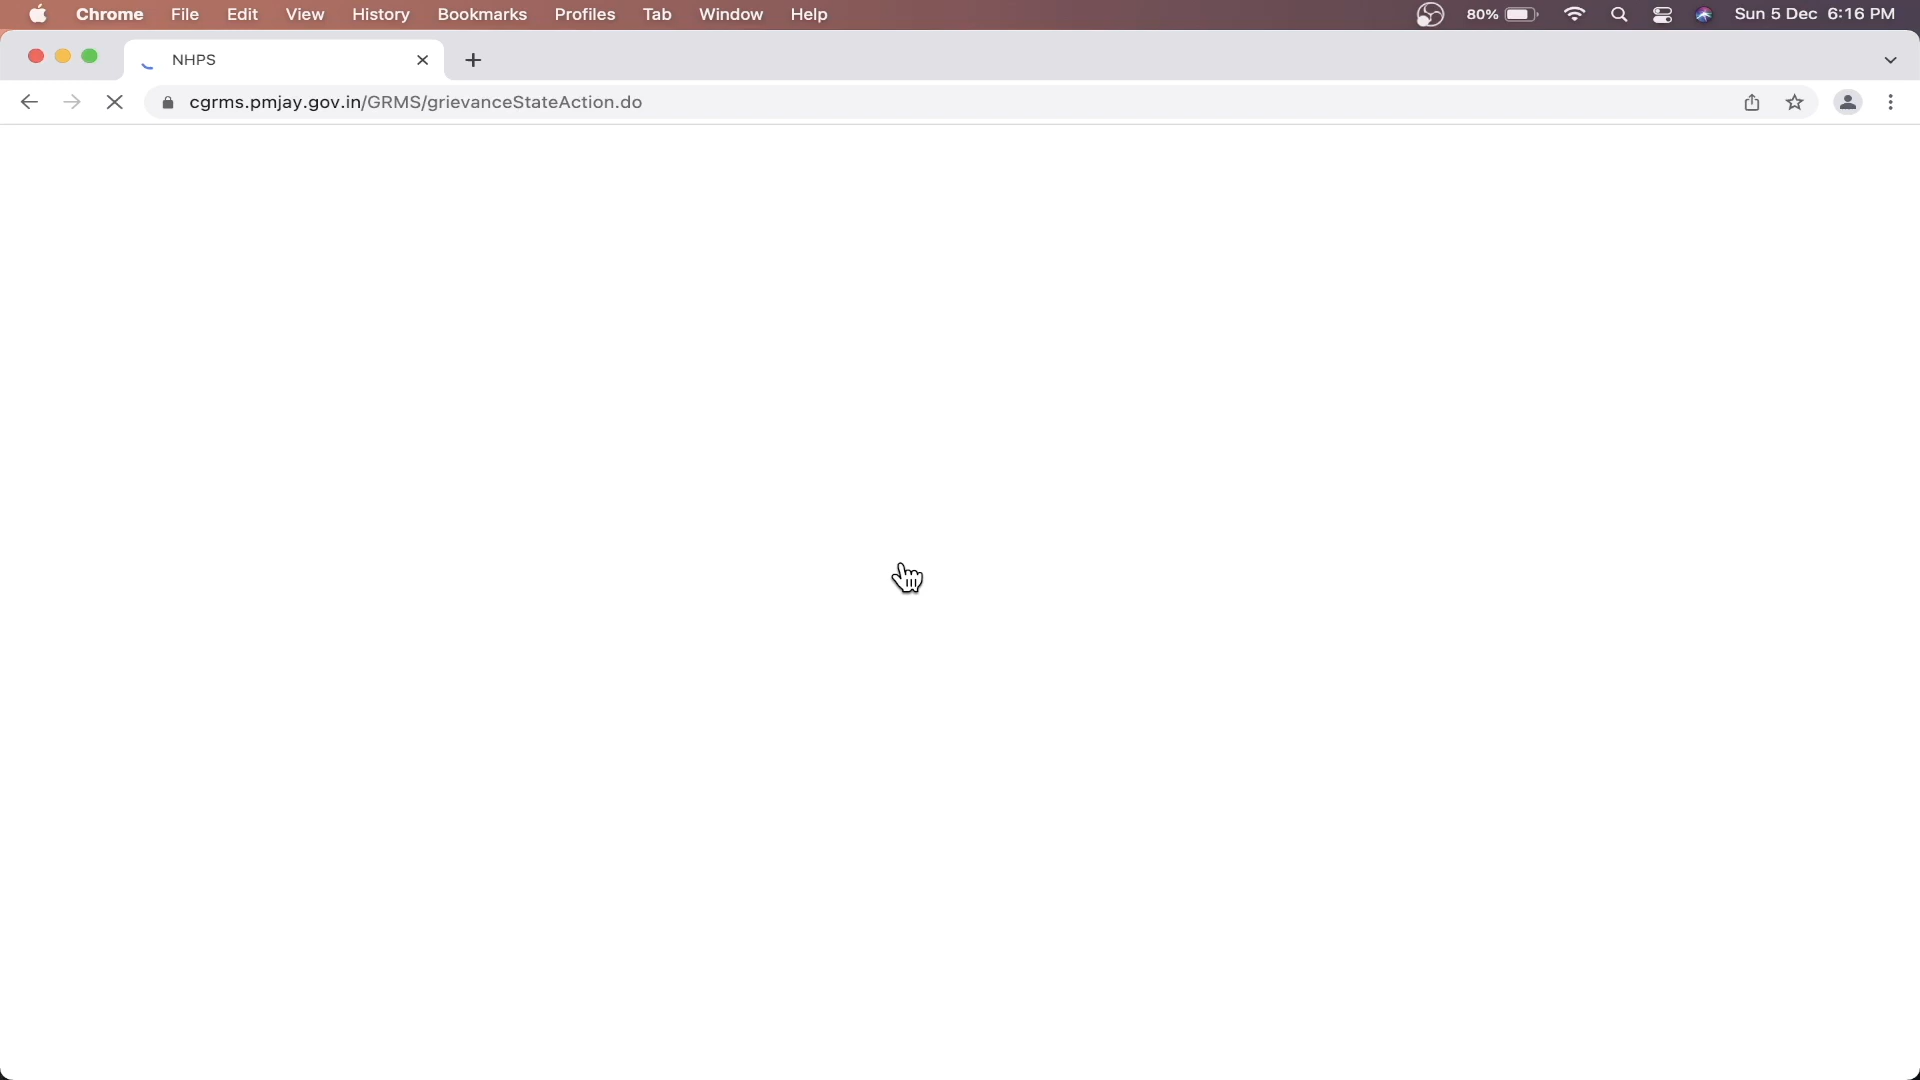 Chrome File Edit View History Bookmarks Profiles Tab Window Help 80% Sun 5 Dec 6:16 PM
NHPS
cgrms.pmjay.gov.in/GRMS/grievanceStateAction.do